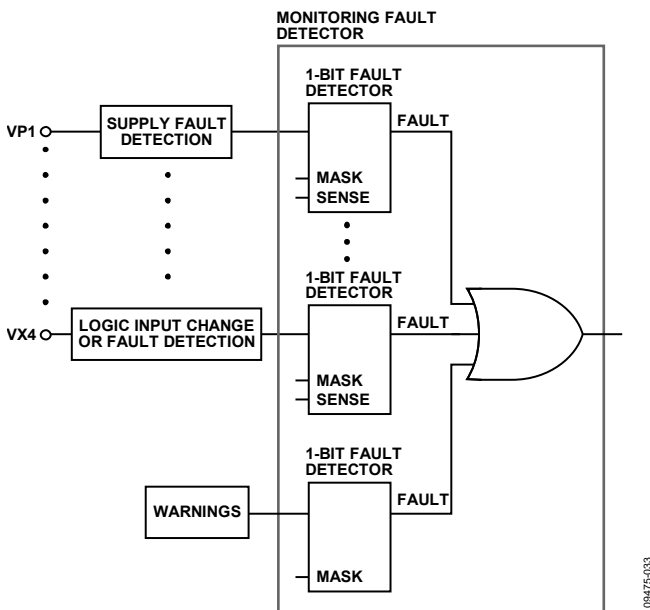 MONITORING FAULT
DETECTOR
1-BIT FAULT
DETECTOR
VP1
SUPPLY FAULT
DETECTION
FAULT
MASK
SENSE
1-BIT FAULT
DETECTOR
VX4
LOGIC INPUT CHANGE
OR FAULT DETECTION
FAULT
MASK
SENSE
1-BIT FAULT
DETECTOR
WARNINGS
FAULT
MASK
09475-033